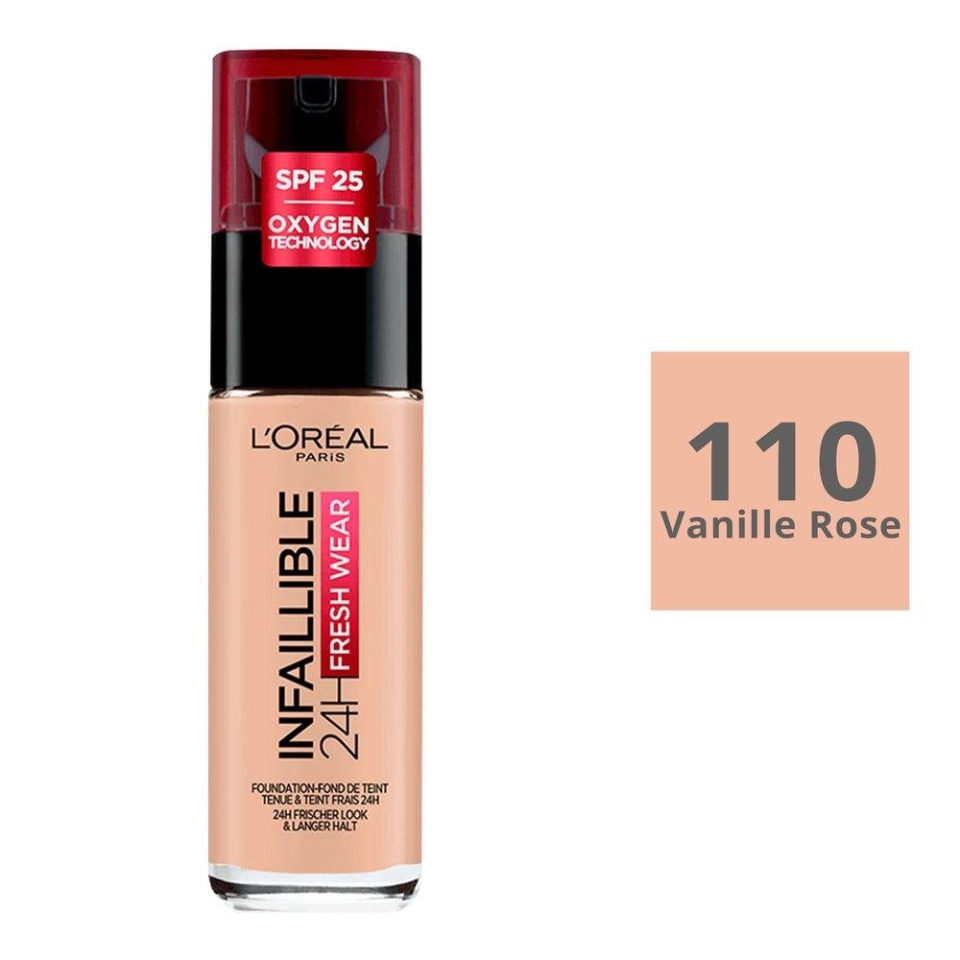 SPF 25
OXYGEN
TECHNOLOGY
L'ORÉAL
PARIS
INFAILLIBLE
24H FRESH WEAR
FOUNDATION-FOND DE TEINT
TENUE & TEINT FRAIS 24H
24H FRISCHER LOOK
& LANGER HALT
110
Vanille Rose